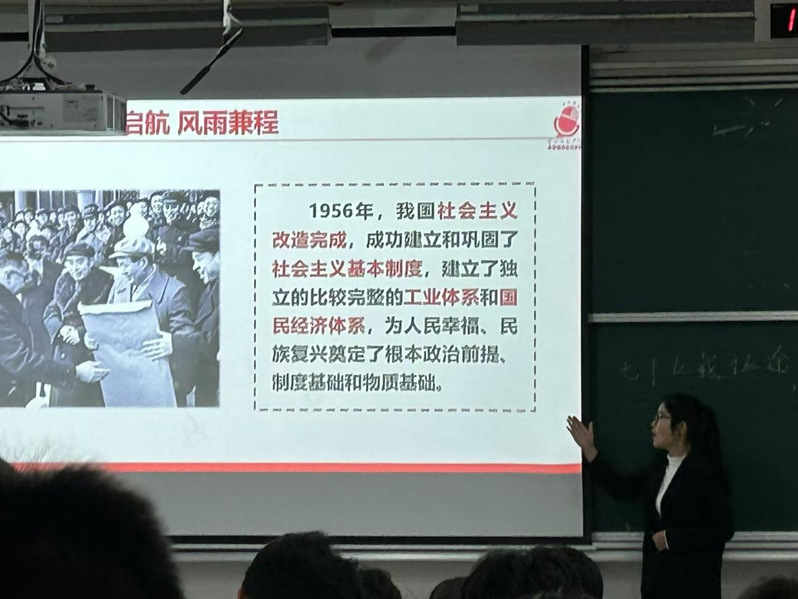 启航 风雨兼程
1956年，我国社会主义
改造完成，成功建立和巩固了
社会主义基本制度，建立了独
立的比较完整的工业体系和国
民经济体系，为人民幸福、民
族复兴奠定了根本政治前提、
制度基础和物质基础。